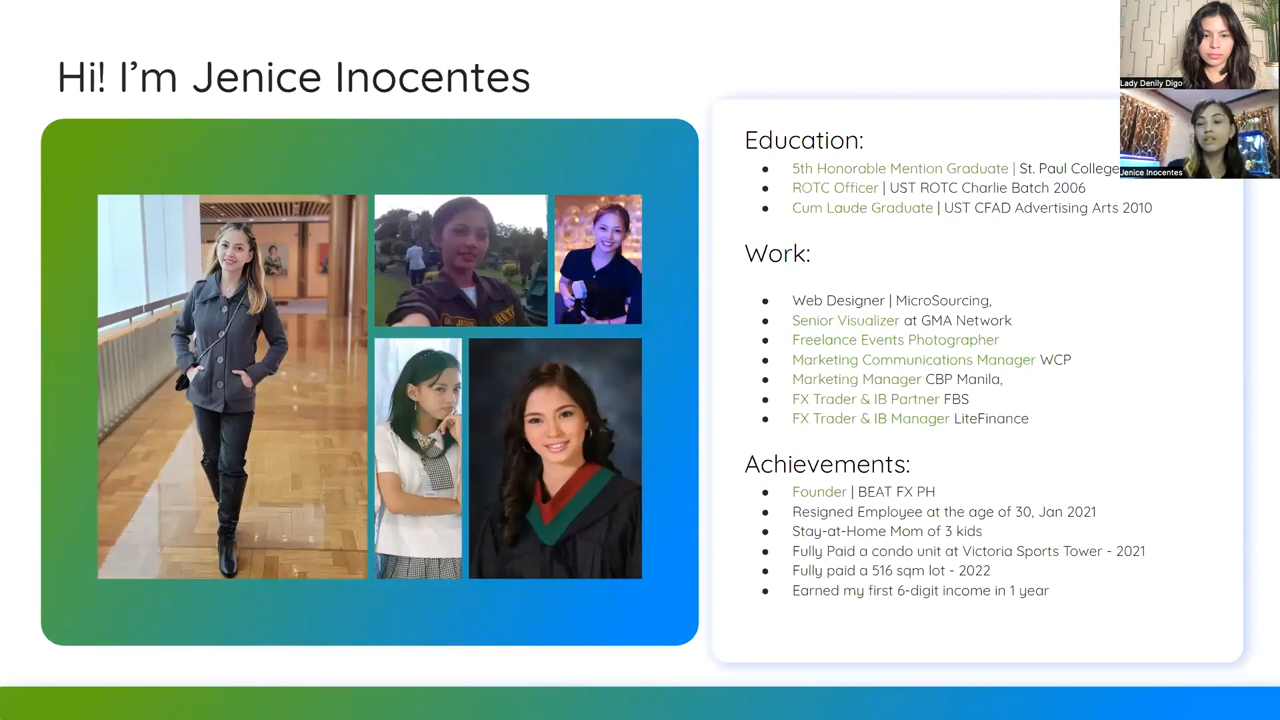 Hi! I'm Jenice Inocentes
Education:
5th Honorable Mention Graduate | St. Paul College
ROTC Officer | UST ROTC Charlie Batch 2006
Cum Laude Graduate | UST CFAD Advertising Arts 2010
Work:
Web Designer | MicroSourcing,
Senior Visualizer at GMA Network
Freelance Events Photographer
Marketing Communications Manager WCP
Marketing Manager CBP Manila,
FX Trader & IB Partner FBS
FX Trader & IB Manager LiteFinance
Achievements:
Founder | BEAT FX PH
Resigned Employee at the age of 30, Jan 2021
Stay-at-Home Mom of 3 kids
Fully Paid a condo unit at Victoria Sports Tower - 2021
Fully paid a 516 sqm lot - 2022
Earned my first 6-digit income in 1 year
Lady Denily Digo
Jenice Inocentes